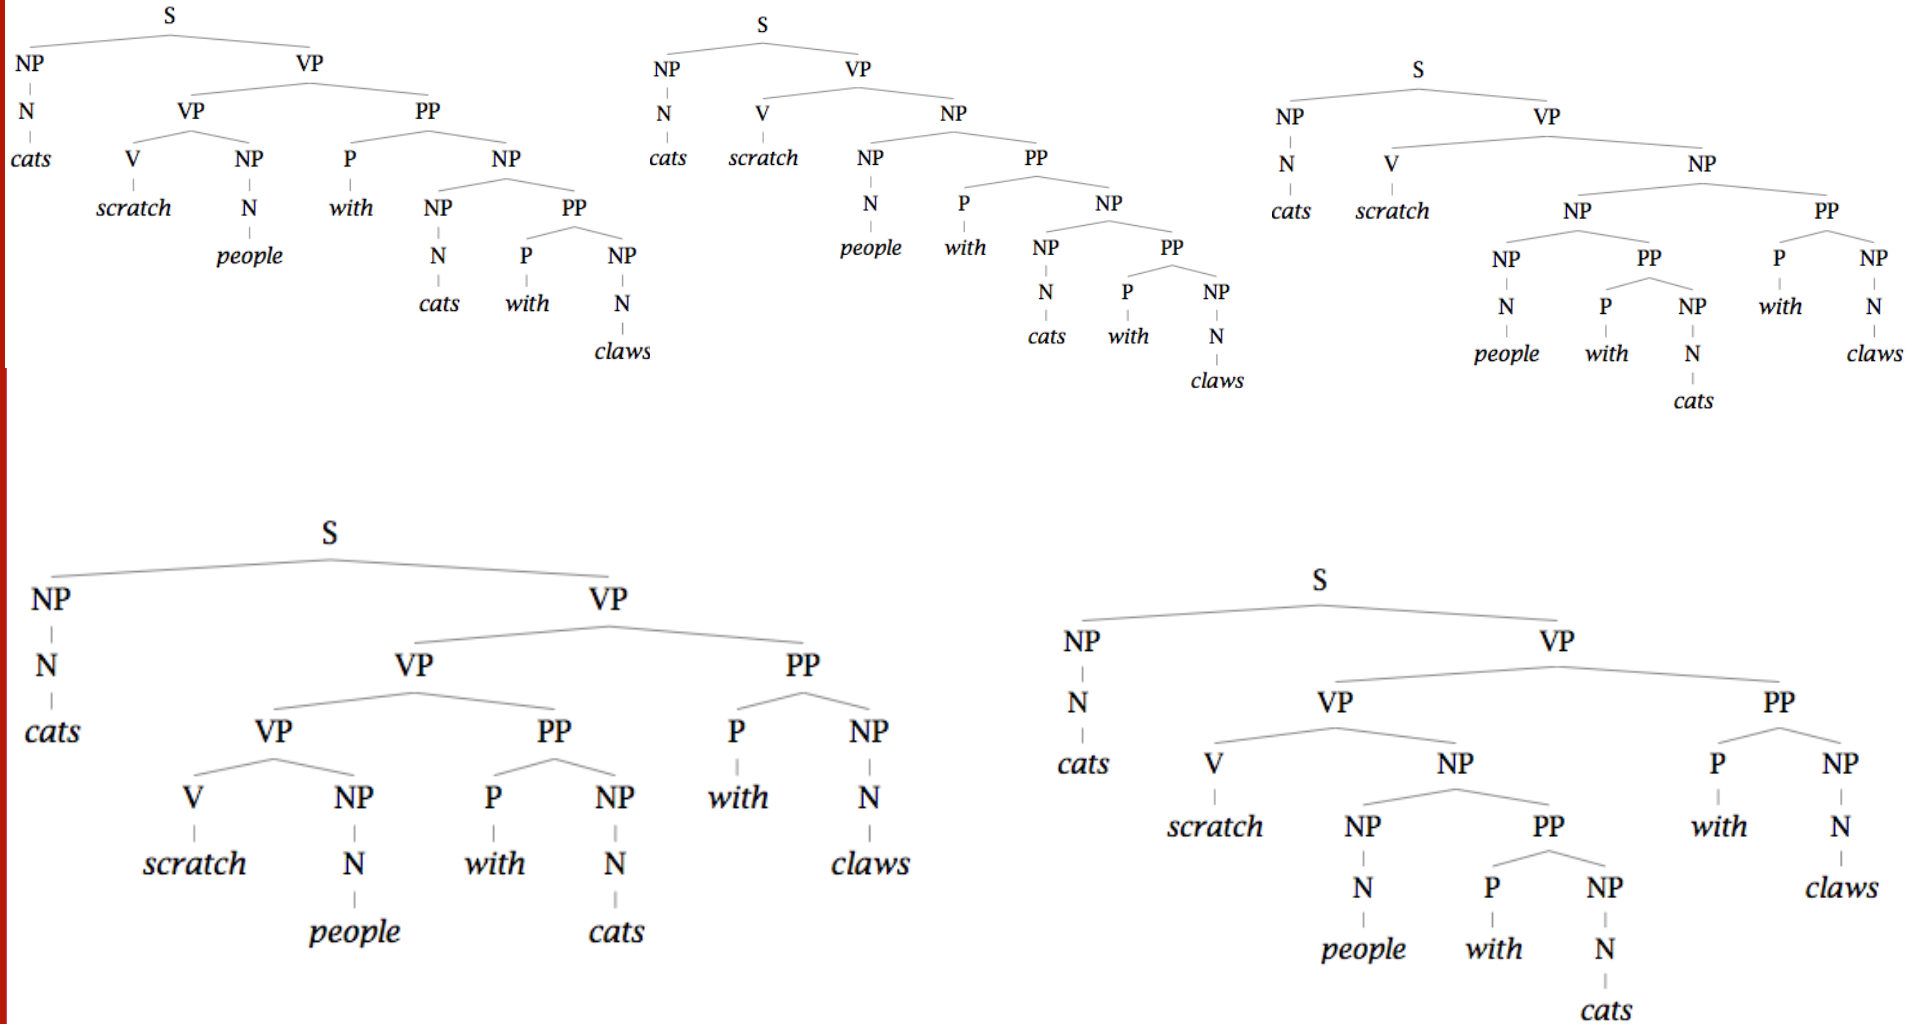 S
NP VP
N VP PP
cats V NP P NP
scratch N with NP PP
people N P NP
cats with N
claws
S
NP VP
N V NP
cats scratch NP PP
N P NP
people with NP PP
N P NP
cats with N
claws
S
NP VP
N V NP
cats scratch NP PP
NP PP P NP
N P NP with N
people with N claws
cats
S
NP VP
N VP PP
cats VP PP P NP
V NP P NP with N
scratch N with N claws
people cats
S
NP VP
N VP PP
cats V NP P NP
scratch NP PP with N
N P NP claws
people with N
cats